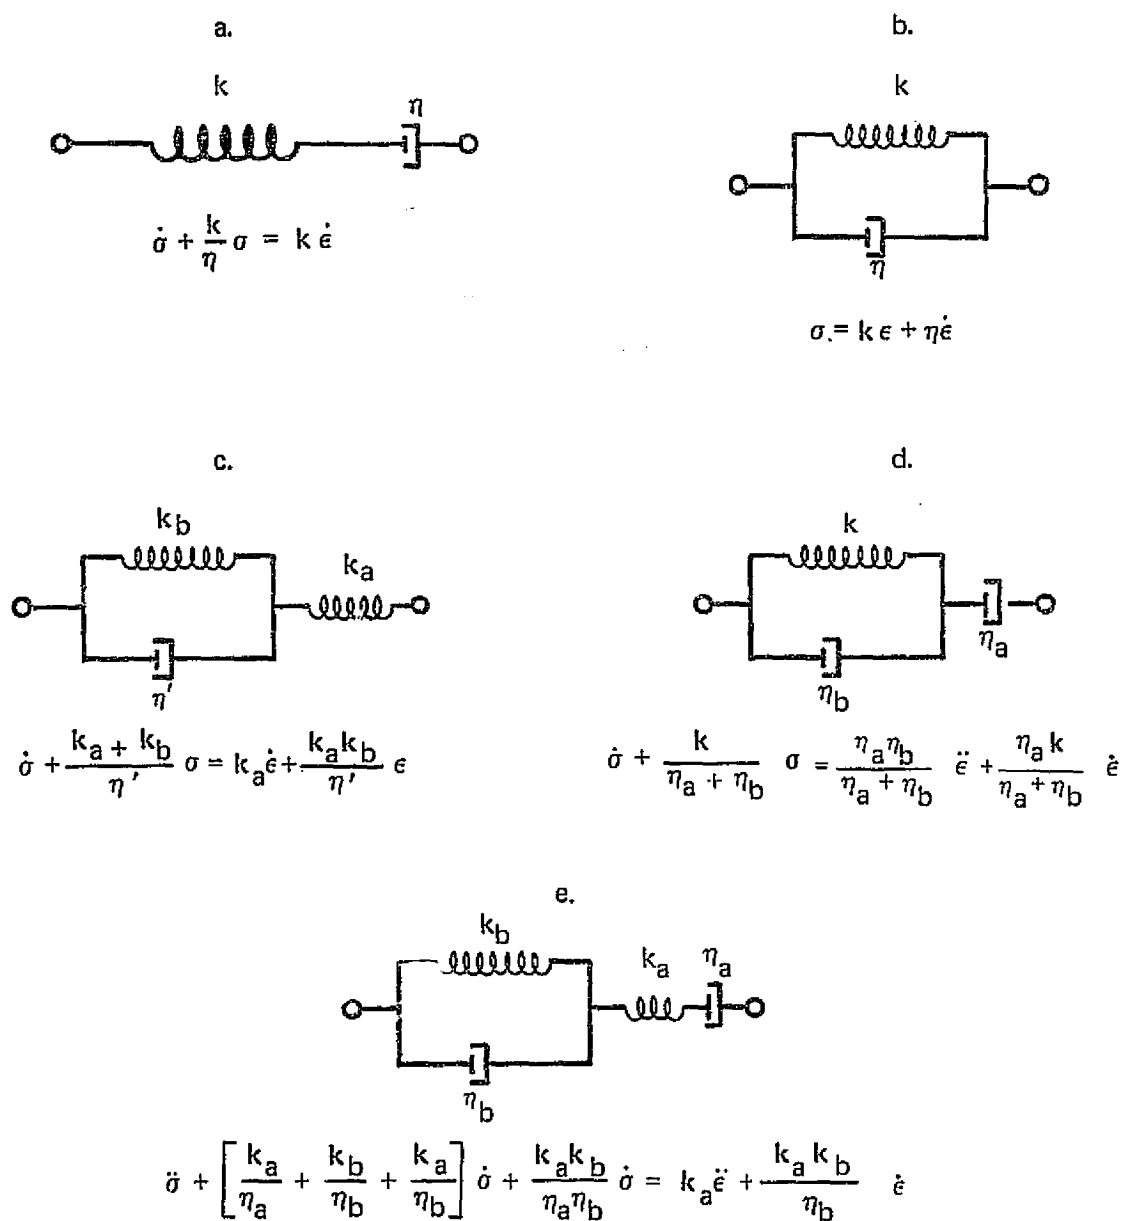 a.
k
η
σ̇ + k/η σ = k ε̇
b.
k
η
σ.= k ϵ + ηϵ̇
c.
k_b
k_a
η′
σ̇ + (k_a + k_b)/η′ σ = k_a ϵ̇ + (k_a k_b)/η′ ϵ
d.
k
η_a
η_b
σ̇ + k/(η_a + η_b) σ = (η_a η_b)/(η_a + η_b) ϵ̈ + (η_a k)/(η_a + η_b) ϵ̇
e.
k_b
k_a
η_a
η_b
σ̈ + [k_a/η_a + k_b/η_b + k_a/η_b] σ̇ + (k_a k_b)/(η_a η_b) σ̇ = k_a ϵ̈ + (k_a k_b)/η_b ϵ̇